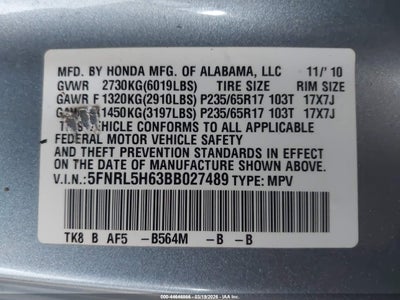 MFD. BY HONDA MFG. OF ALABAMA, LLC 11/'10
GVWR 2730KG(6019LBS) TIRE SIZE RIM SIZE
GAWR F 1320KG(2910LBS) P235/65R17 103T 17X7J
1450KG(3197LBS) P235/65R17 103T 17X7J
THIS VEHICLE CONFORMS TO ALL APPLICABLE
FEDERAL MOTOR VEHICLE
SAFETY AND THEFT PREVENTION STANDARDS IN EFFECT ON THE
DATE OF MANUFACTURE SHOWN ABOVE.
V.I.N.: 5FNRL5H63BB027489 TYPE: MPV
TK8 B AF5 -B564M -B -B